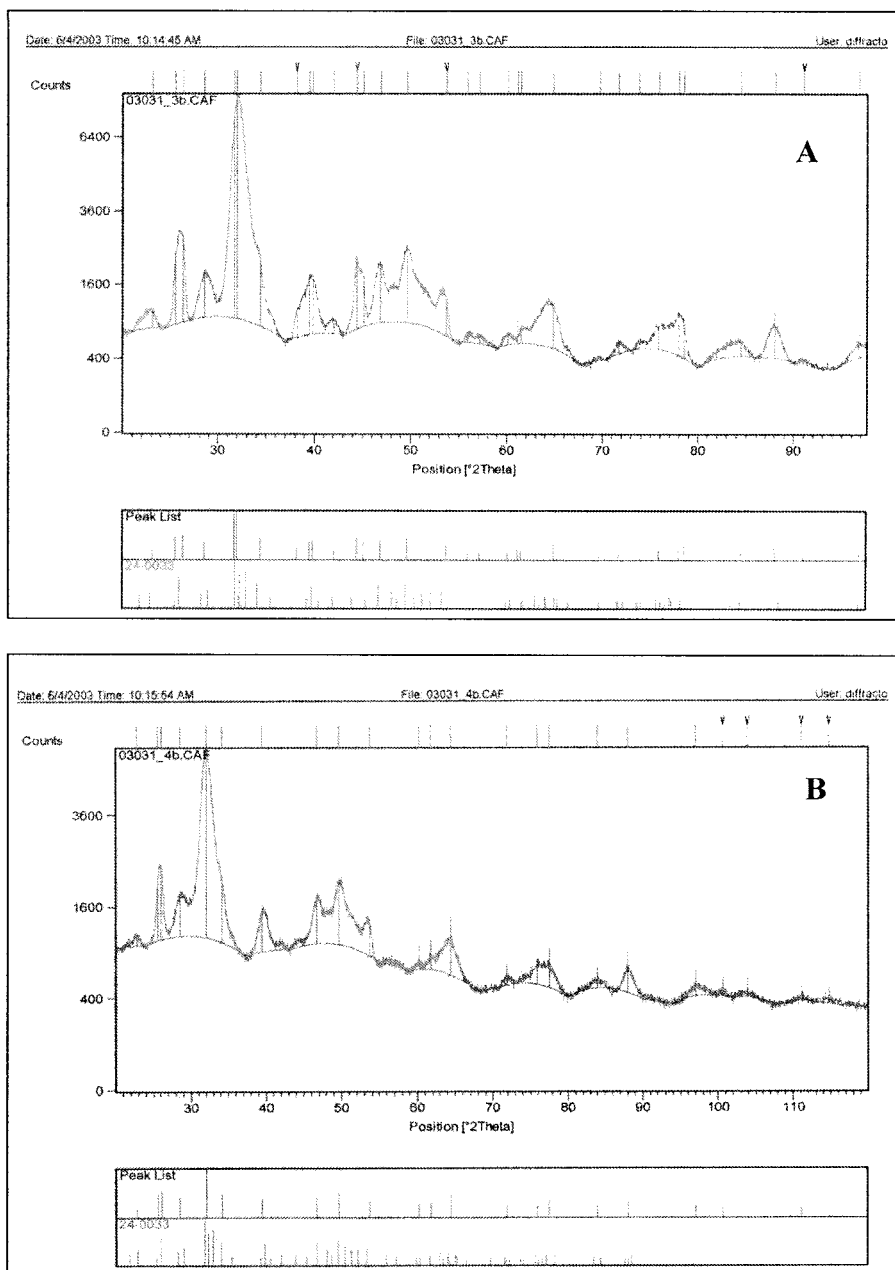 Date: 6/4/2003 Time: 10:14:45 AM File: 03031_3b.CAF User: diffracto
Counts
03031_3b.CAF
A
6400
3600
1600
400
0
30 40 50 60 70 80 90
Position [°2Theta]
Peak List
24-0033
Date: 6/4/2003 Time: 10:15:54 AM File: 03031_4b.CAF User: diffracto
Counts
03031_4b.CAF
B
3600
1600
400
0
30 40 50 60 70 80 90 100 110
Position [°2Theta]
Peak List
24-0033